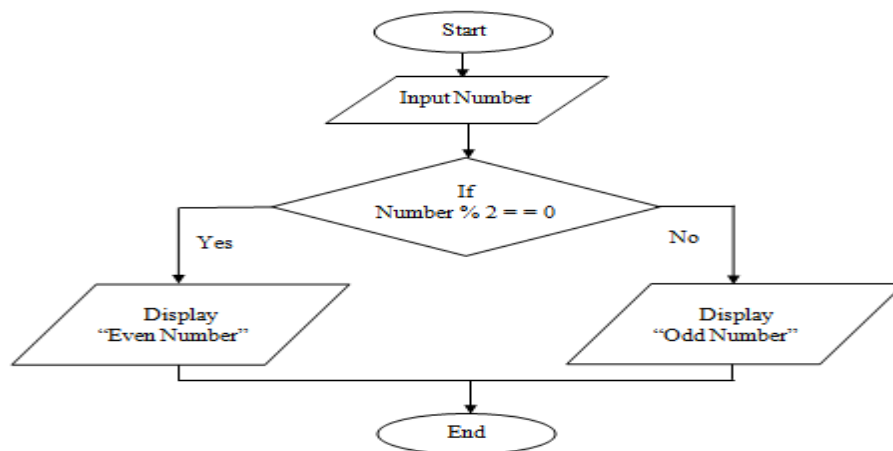 Start
Input Number
If
Number % 2 = = 0
Yes
No
Display
“Even Number”
Display
“Odd Number”
End